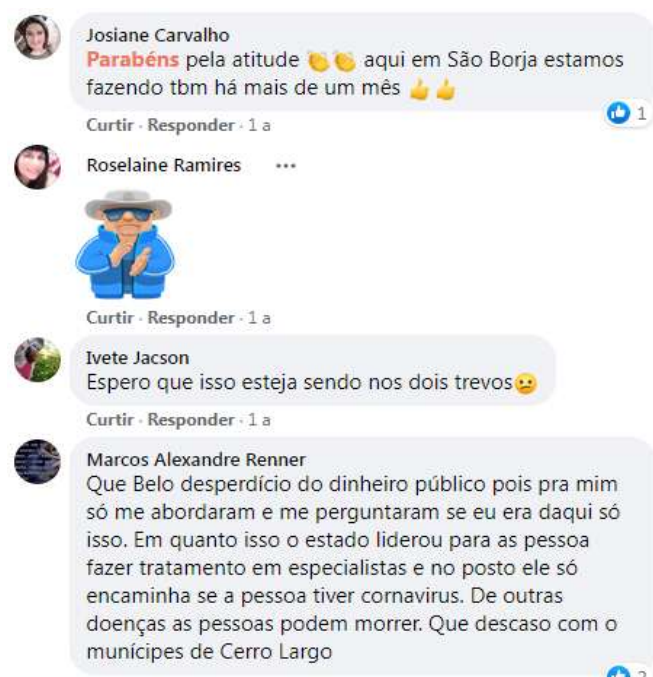 Josiane Carvalho
Parabéns pela atitude 👏👏 aqui em São Borja estamos
fazendo tbm há mais de um mês 👍👍
1
Curtir · Responder · 1 a
Roselaine Ramires ...
Curtir · Responder · 1 a
Ivete Jacson
Espero que isso esteja sendo nos dois trevos😕
Curtir · Responder · 1 a
Marcos Alexandre Renner
Que Belo desperdício do dinheiro público pois pra mim
só me abordaram e me perguntaram se eu era daqui só
isso. Em quanto isso o estado liderou para as pessoa
fazer tratamento em especialistas e no posto ele só
encaminha se a pessoa tiver cornavirus. De outras
doenças as pessoas podem morrer. Que descaso com o
munícipes de Cerro Largo